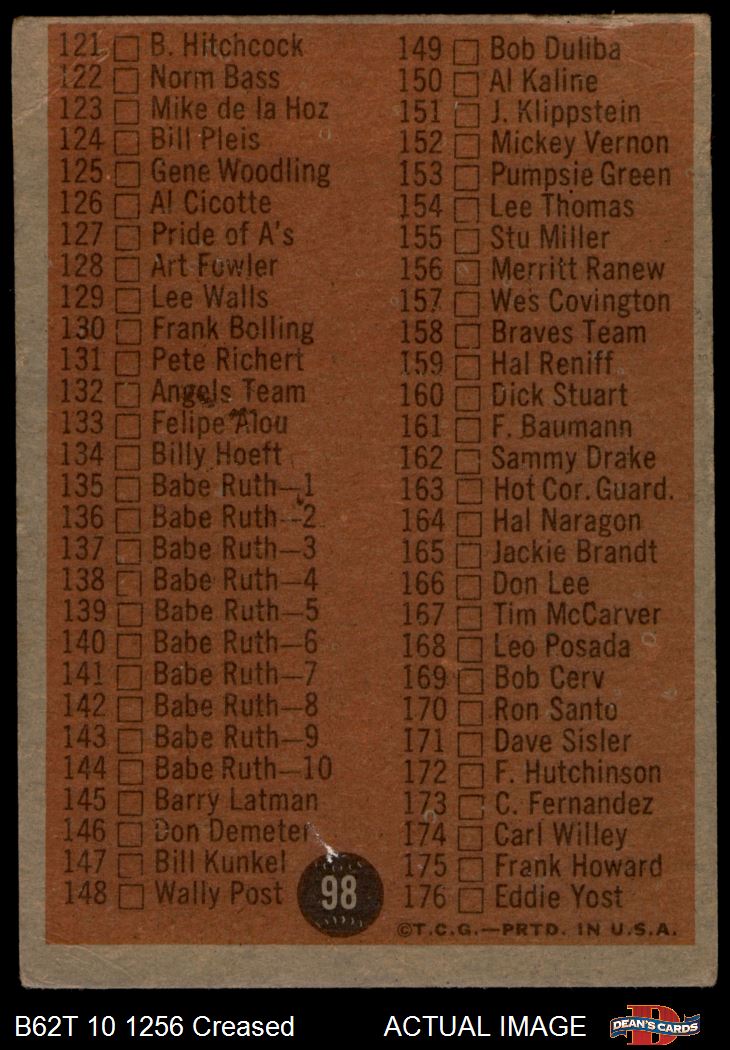 121 B. Hitchcock
122 Norm Bass
123 Mike de la Hoz
124 Bill Pleis
125 Gene Woodling
126 Al Cicotte
127 Pride of A's
128 Art Fowler
129 Lee Walls
130 Frank Bolling
131 Pete Richert
132 Angels Team
133 Felipe Alou
134 Billy Hoeft
135 Babe Ruth—1
136 Babe Ruth—2
137 Babe Ruth—3
138 Babe Ruth—4
139 Babe Ruth—5
140 Babe Ruth—6
141 Babe Ruth—7
142 Babe Ruth—8
143 Babe Ruth—9
144 Babe Ruth—10
145 Barry Latman
146 Don Demeter
147 Bill Kunkel
148 Wally Post
149 Bob Duliba
150 Al Kaline
151 J. Klippstein
152 Mickey Vernon
153 Pumpsie Green
154 Lee Thomas
155 Stu Miller
156 Merritt Ranew
157 Wes Covington
158 Braves Team
159 Hal Reniff
160 Dick Stuart
161 F. Baumann
162 Sammy Drake
163 Hot Cor. Guard.
164 Hal Naragon
165 Jackie Brandt
166 Don Lee
167 Tim McCarver
168 Leo Posada
169 Bob Cerv
170 Ron Santo
171 Dave Sisler
172 F. Hutchinson
173 C. Fernandez
174 Carl Willey
175 Frank Howard
176 Eddie Yost
98
©T.C.G.—PRTD. IN U.S.A.
B62T 10 1256 Creased
ACTUAL IMAGE
D
DEAN'S CARDS